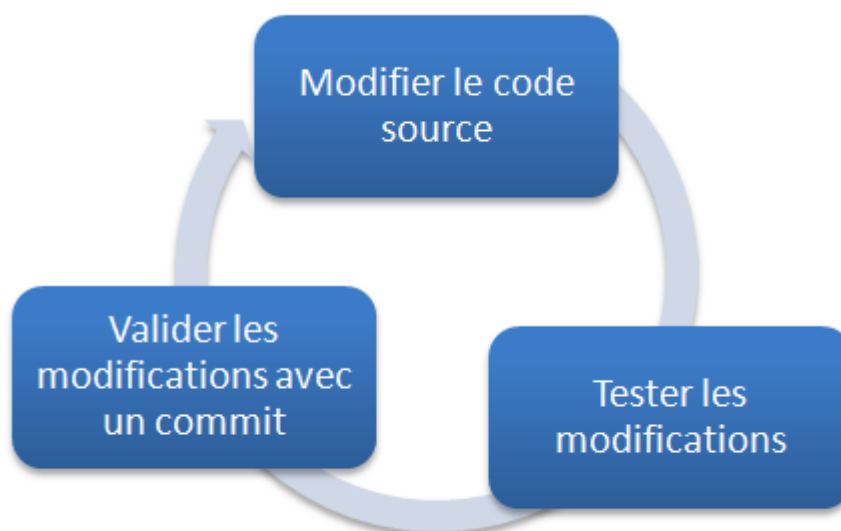 Modifier le code
source
Tester les
modifications
Valider les
modifications avec
un commit